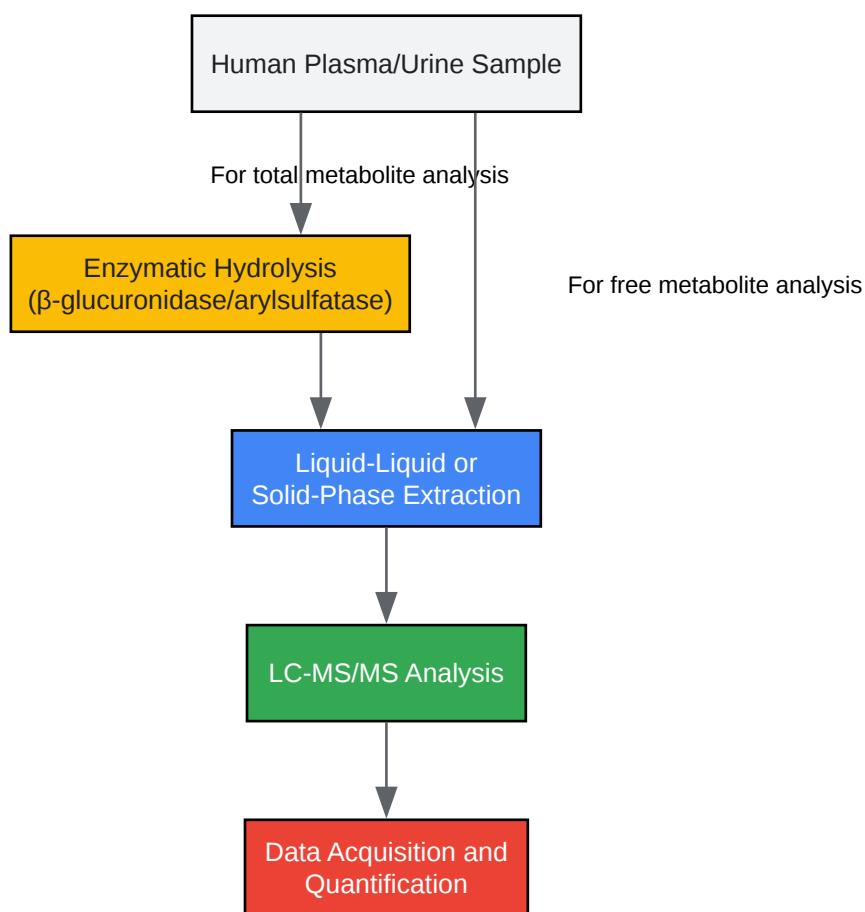 Human Plasma/Urine Sample
For total metabolite analysis
Enzymatic Hydrolysis
(β-glucuronidase/arylsulfatase)
For free metabolite analysis
Liquid-Liquid or
Solid-Phase Extraction
LC-MS/MS Analysis
Data Acquisition and
Quantification